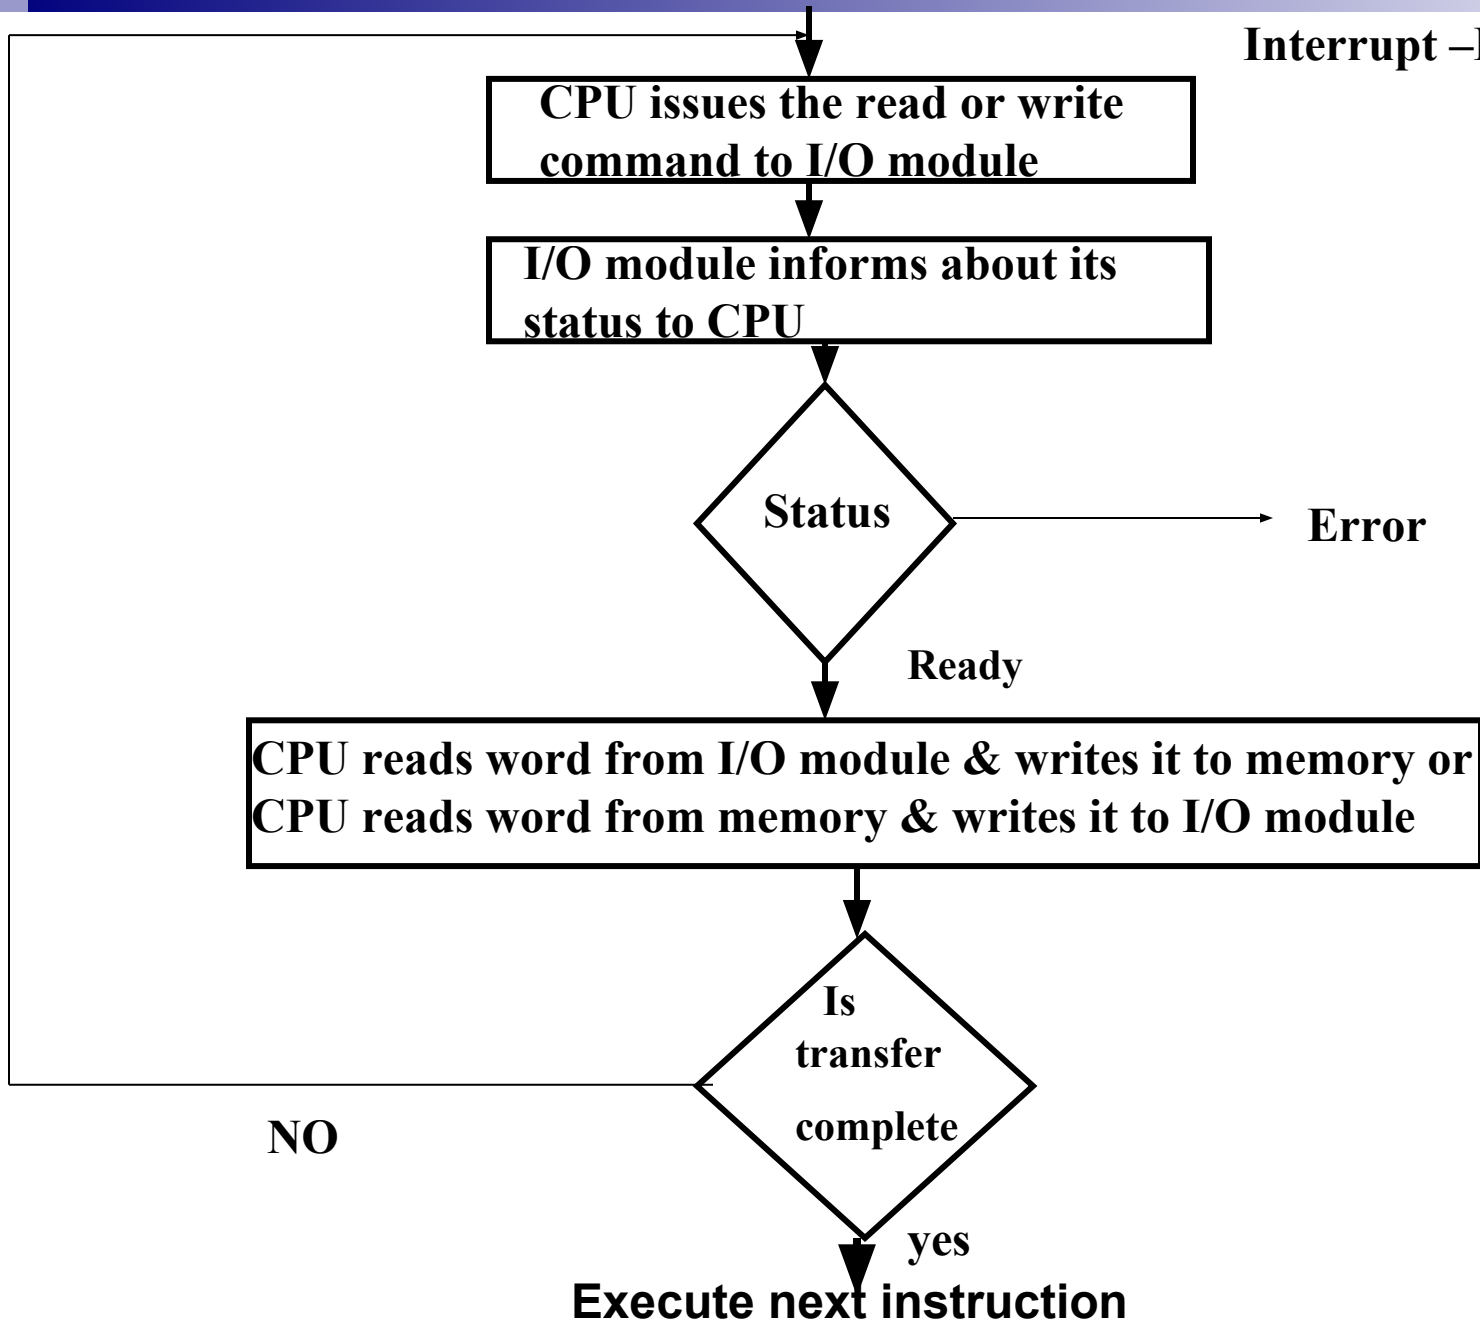 Interrupt –
CPU issues the read or write
command to I/O module
I/O module informs about its
status to CPU
Status
Error
Ready
CPU reads word from I/O module & writes it to memory or
CPU reads word from memory & writes it to I/O module
Is
transfer
complete
NO
yes
Execute next instruction